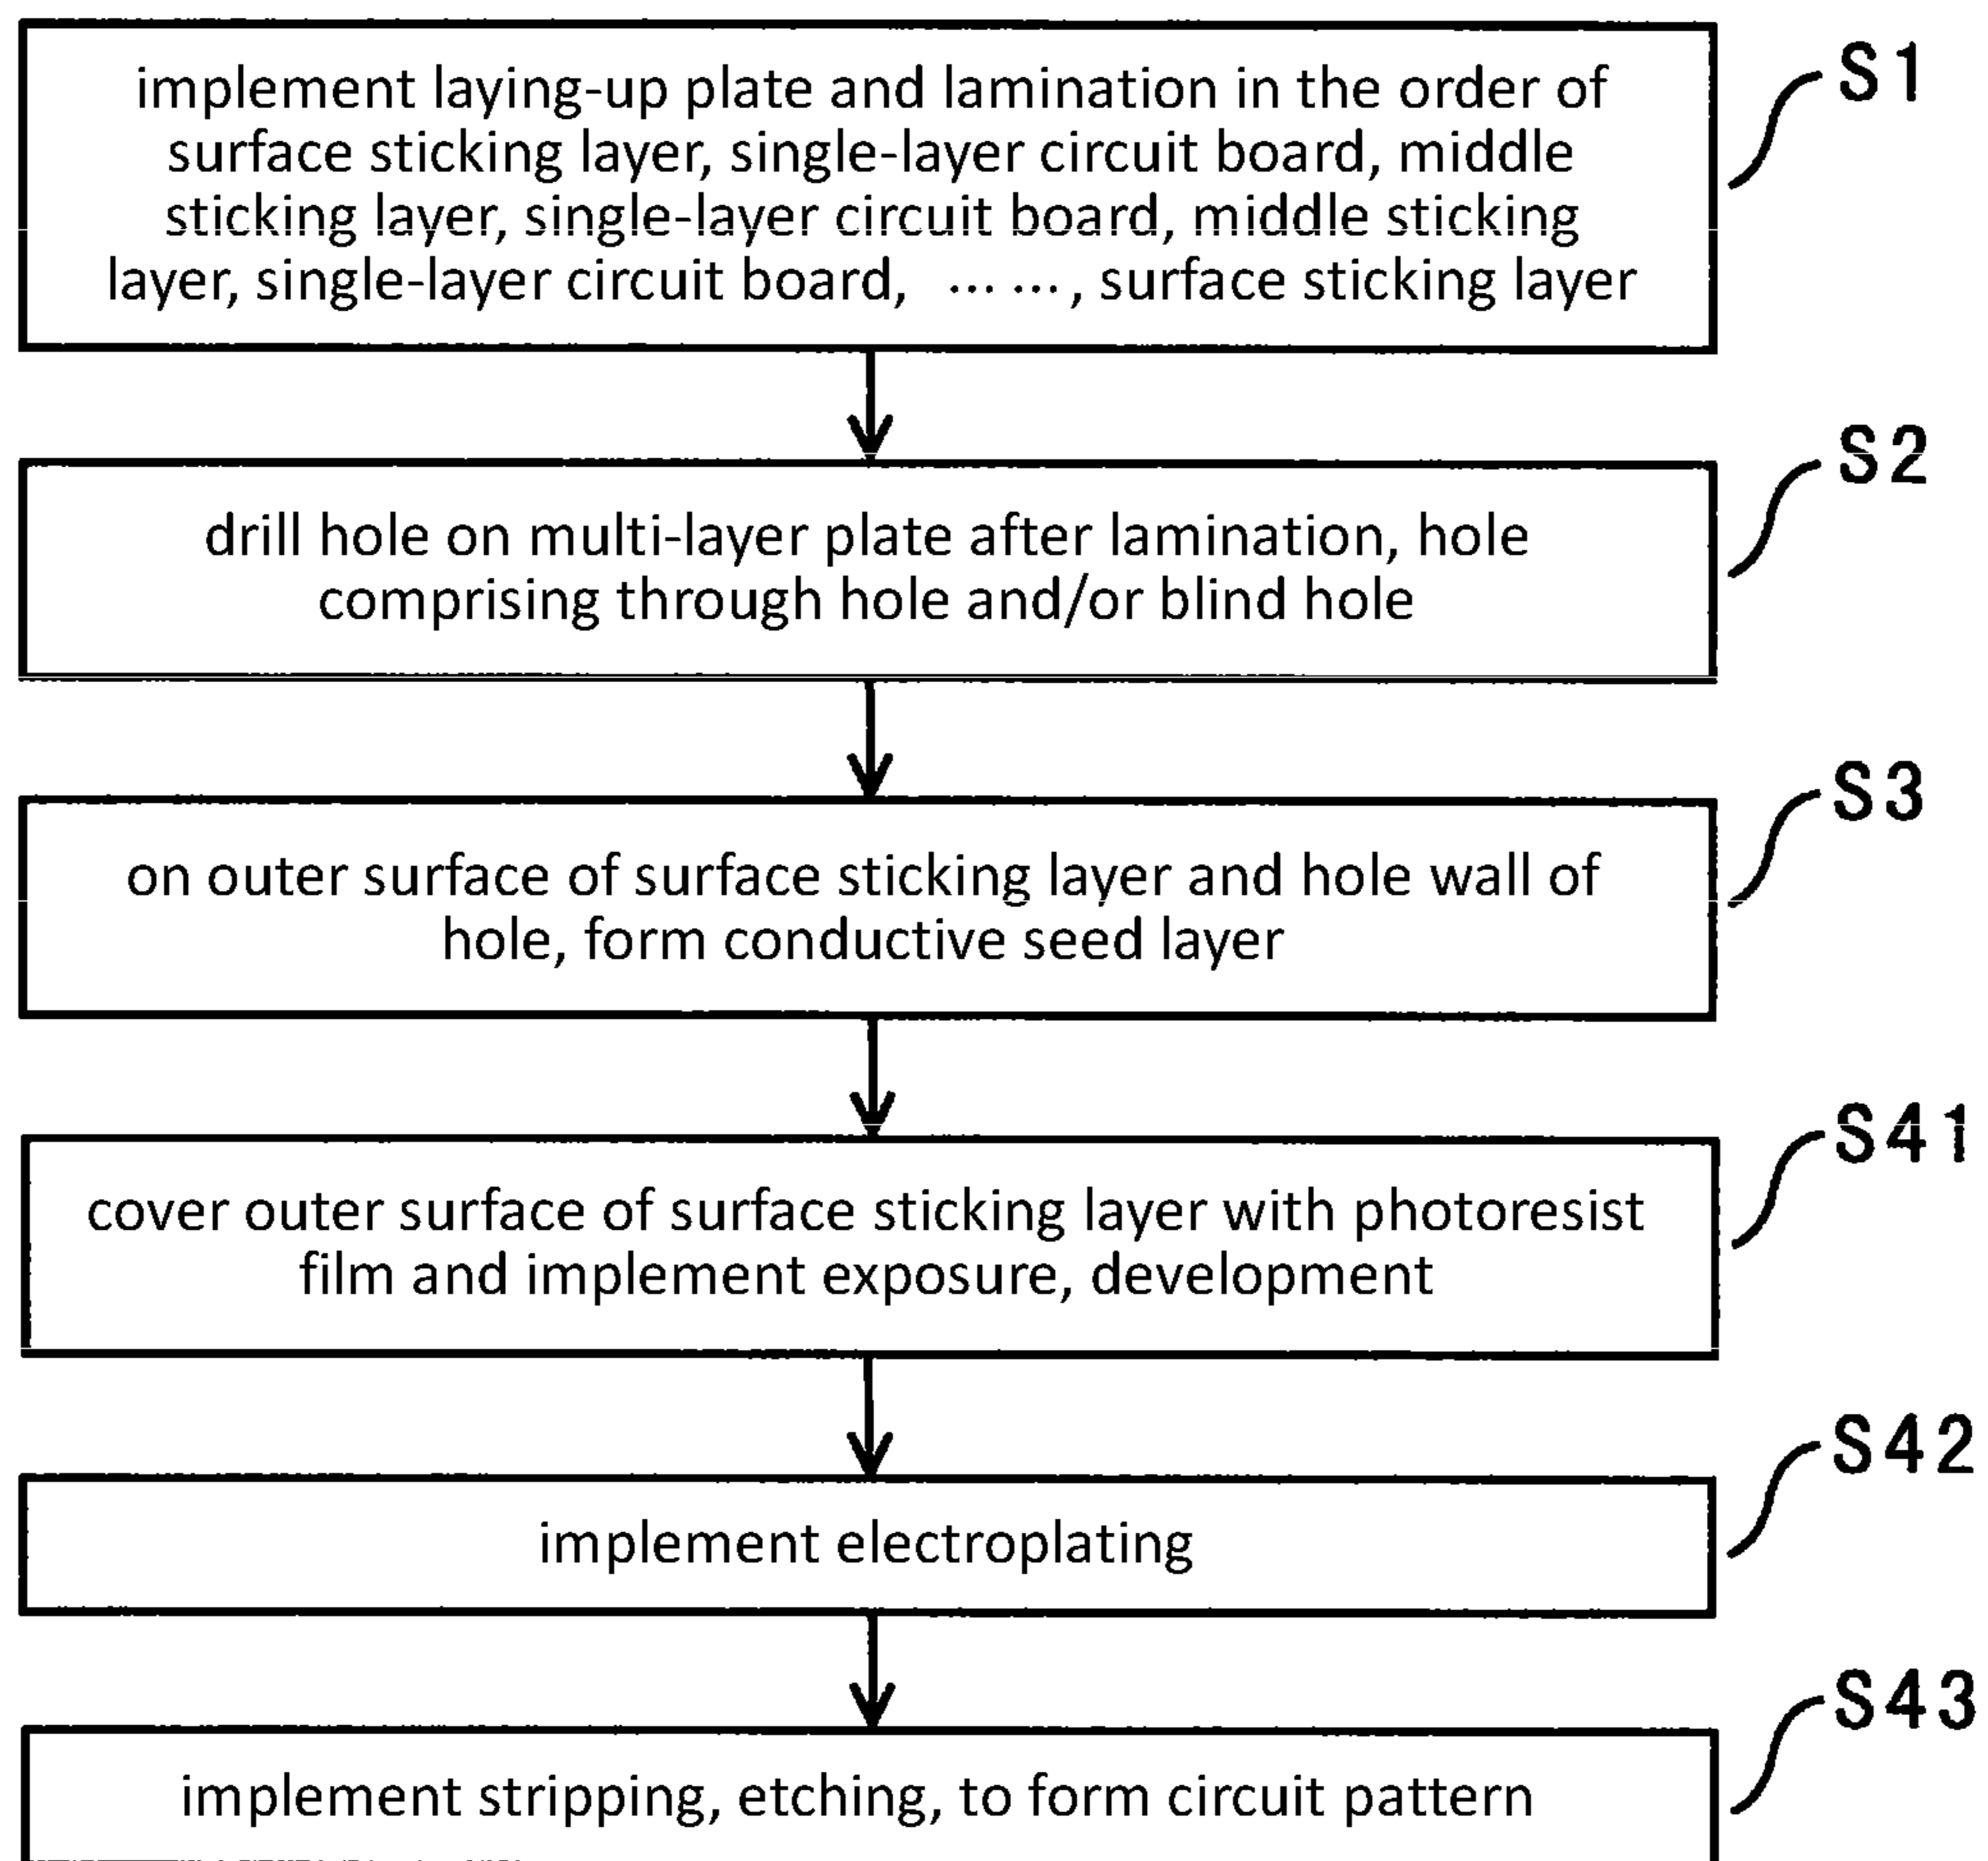 implement laying-up plate and lamination in the order of
surface sticking layer, single-layer circuit board, middle
sticking layer, single-layer circuit board, middle sticking
layer, single-layer circuit board, ... ..., surface sticking layer
S1
drill hole on multi-layer plate after lamination, hole
comprising through hole and/or blind hole
S2
on outer surface of surface sticking layer and hole wall of
hole, form conductive seed layer
S3
cover outer surface of surface sticking layer with photoresist
film and implement exposure, development
S41
implement electroplating
S42
implement stripping, etching, to form circuit pattern
S43